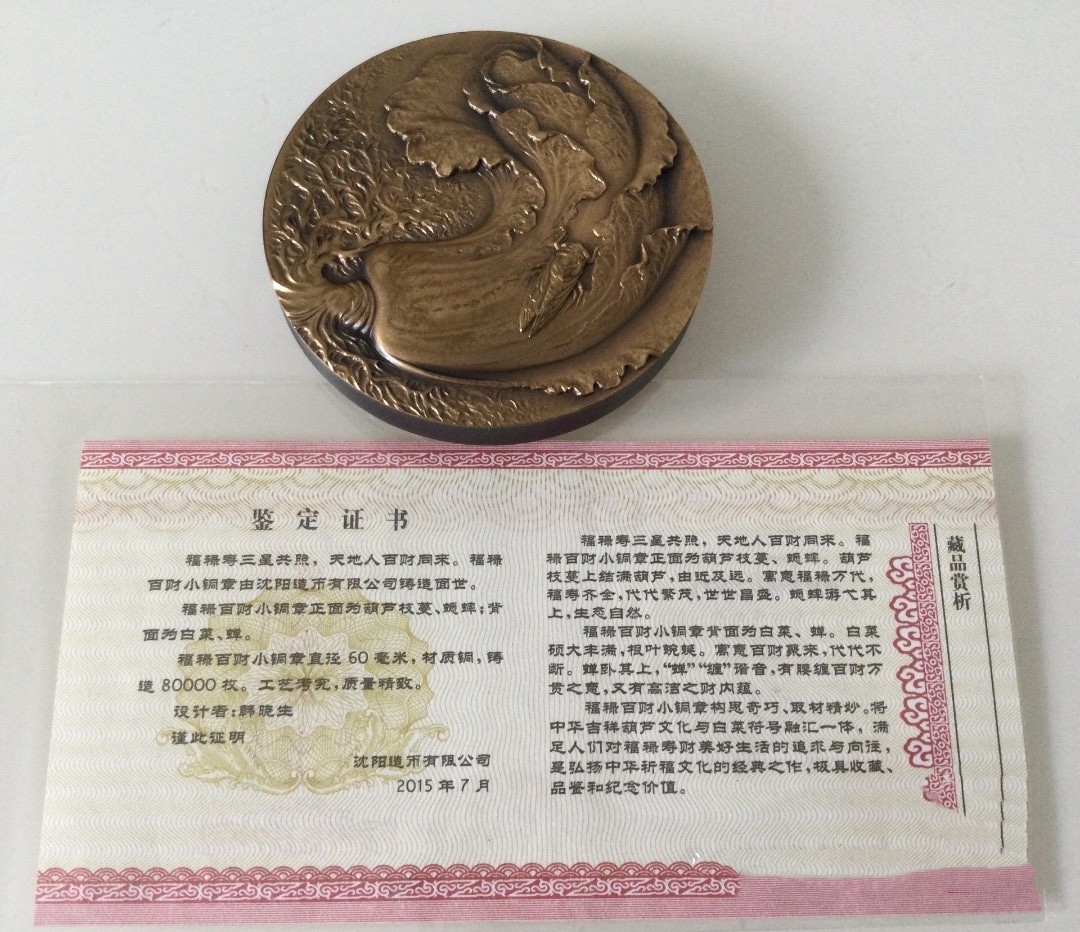 鉴定证书
福禄寿三星共照，天地人百财同来。福禄
百财小铜章由沈阳造币有限公司铸造面世。
福禄百财小铜章正面为葫芦枝蔓、蝈蝈；背
面为白菜、蝉。
福禄百财小铜章直径60毫米，材质铜，铸
造80000枚。工艺考究，质量精致。
设计者：韩晓生
谨此证明
沈阳造币有限公司
2015年7月
藏品赏析
福禄寿三星共照，天地人百财同来。福
禄百财小铜章正面为葫芦枝蔓、蝈蝈。葫芦
枝蔓上结满葫芦，由近及远。寓意福禄万代，
福寿齐全，代代繁茂，世世昌盛。蝈蝈游弋其
上，生态自然。
福禄百财小铜章背面为白菜、蝉。白菜
硕大丰满，根叶蜿蜒。寓意百财聚来，代代不
断。蝉卧其上，“蝉”“缠”谐音，有腰缠百财万
贯之意，又有高洁之财内蕴。
福禄百财小铜章构思奇巧、取材精妙。将
中华吉祥葫芦文化与白菜符号融汇一体，满
足人们对福禄寿财美好生活的追求与向往，
是弘扬中华祈福文化的经典之作，极具收藏、
品鉴和纪念价值。